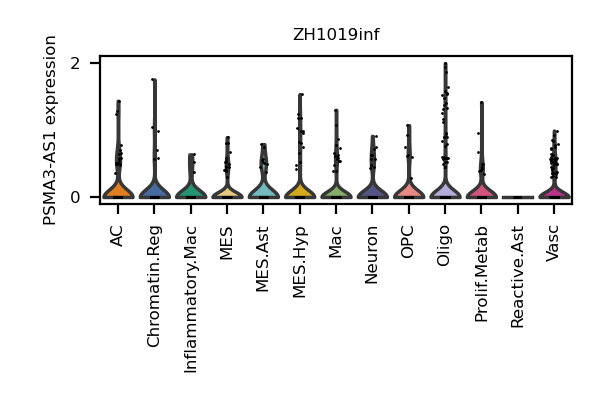 ZH1019inf
PSMA3-AS1 expression
2
0
AC
Chromatin.Reg
Inflammatory.Mac
MES
MES.Ast
MES.Hyp
Mac
Neuron
OPC
Oligo
Prolif.Metab
Reactive.Ast
Vasc